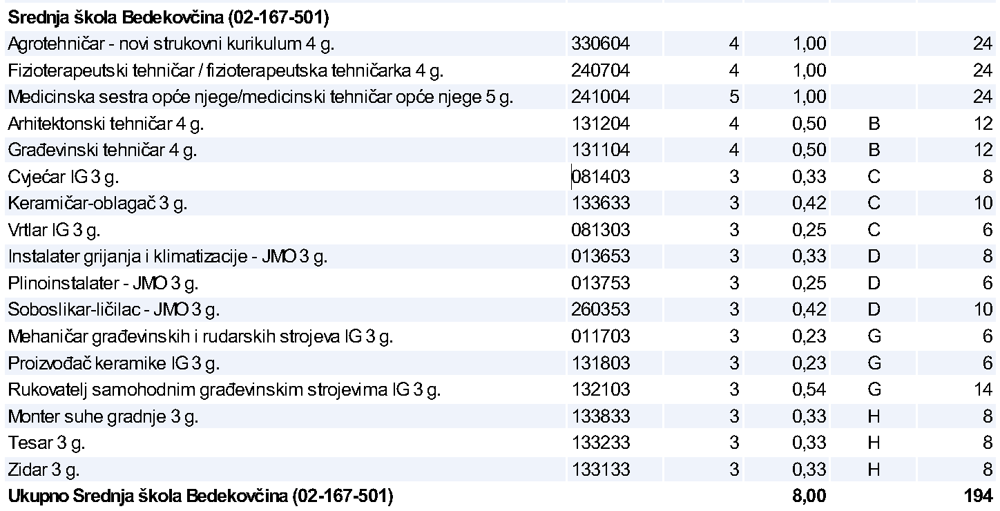 Srednja škola Bedekovčina (02-167-501)
Agrotehničar - novi strukovni kurikulum 4 g. 330604 4 1,00 24
Fizioterapeutski tehničar / fizioterapeutska tehničarka 4 g. 240704 4 1,00 24
Medicinska sestra opće njege/medicinski tehničar opće njege 5 g. 241004 5 1,00 24
Arhitektonski tehničar 4 g. 131204 4 0,50 B 12
Građevinski tehničar 4 g. 131104 4 0,50 B 12
Cvjećar IG 3 g. 081403 3 0,33 C 8
Keramičar-oblagač 3 g. 133633 3 0,42 C 10
Vrtlar IG 3 g. 081303 3 0,25 C 6
Instalater grijanja i klimatizacije - JMO 3 g. 013653 3 0,33 D 8
Plinoinstalater - JMO 3 g. 013753 3 0,25 D 6
Soboslikar-ličilac - JMO 3 g. 260353 3 0,42 D 10
Mehaničar građevinskih i rudarskih strojeva IG 3 g. 011703 3 0,23 G 6
Proizvođač keramike IG 3 g. 131803 3 0,23 G 6
Rukovatelj samohodnim građevinskim strojevima IG 3 g. 132103 3 0,54 G 14
Monter suhe gradnje 3 g. 133833 3 0,33 H 8
Tesar 3 g. 133233 3 0,33 H 8
Zidar 3 g. 133133 3 0,33 H 8
Ukupno Srednja škola Bedekovčina (02-167-501) 8,00 194